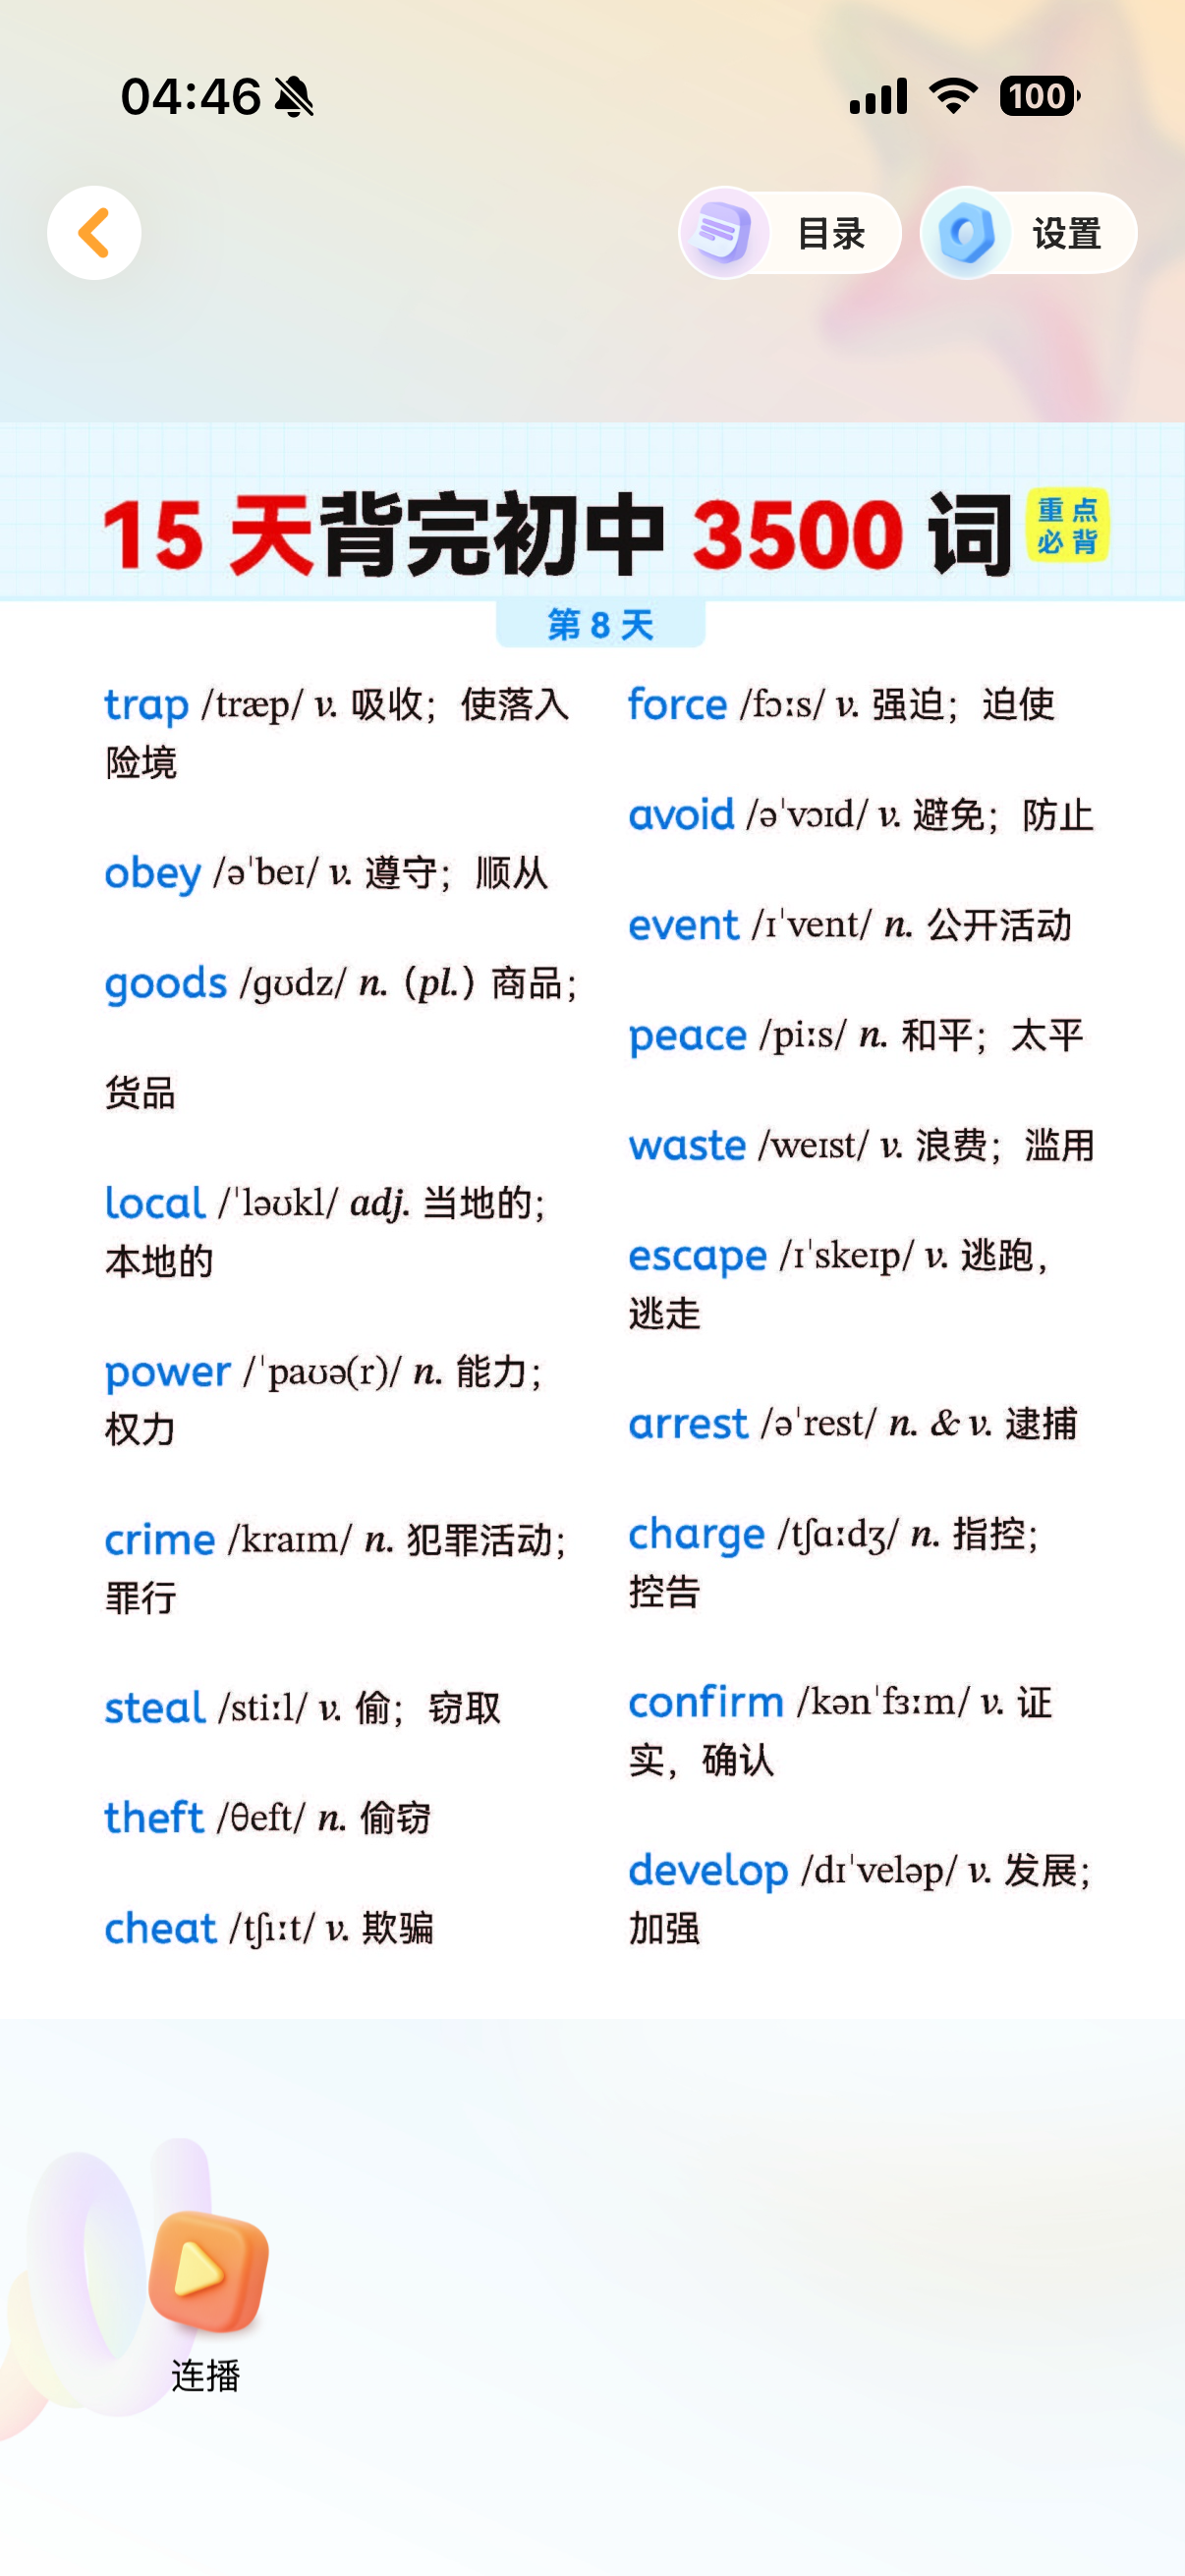 04:46
100
目录
设置
15 天背完初中 3500 词
重点
必背
第 8 天
trap /træp/ v. 吸收；使落入
险境
obey /əˈbeɪ/ v. 遵守；顺从
goods /ɡʊdz/ n.（pl.）商品；
货品
local /ˈləʊkl/ adj. 当地的；
本地的
power /ˈpaʊə(r)/ n. 能力；
权力
crime /kraɪm/ n. 犯罪活动；
罪行
steal /stiːl/ v. 偷；窃取
theft /θeft/ n. 偷窃
cheat /tʃɪːt/ v. 欺骗
force /fɔːs/ v. 强迫；迫使
avoid /əˈvɔɪd/ v. 避免；防止
event /ɪˈvent/ n. 公开活动
peace /piːs/ n. 和平；太平
waste /weɪst/ v. 浪费；滥用
escape /ɪˈskeɪp/ v. 逃跑，
逃走
arrest /əˈrest/ n. & v. 逮捕
charge /tʃɑːdʒ/ n. 指控；
控告
confirm /kənˈfɜːm/ v. 证
实，确认
develop /dɪˈveləp/ v. 发展；
加强
连播